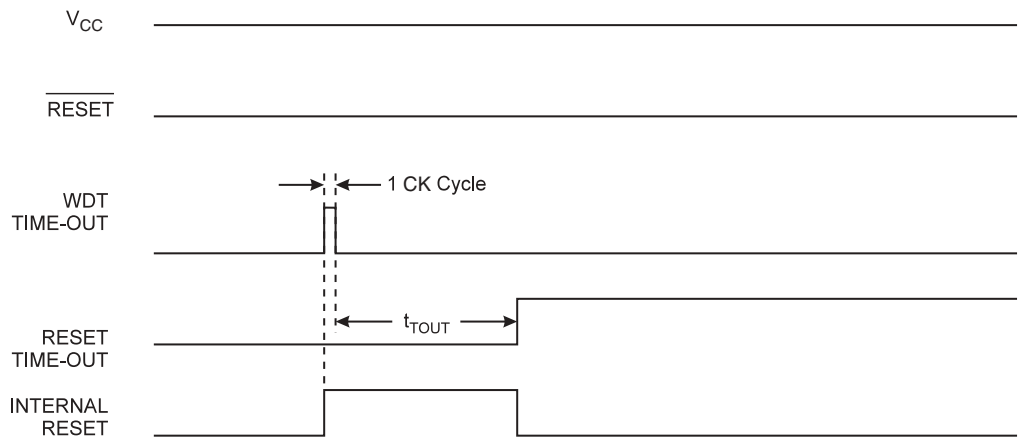 VCC
RESET
1 CK Cycle
WDT
TIME-OUT
tTOUT
RESET
TIME-OUT
INTERNAL
RESET